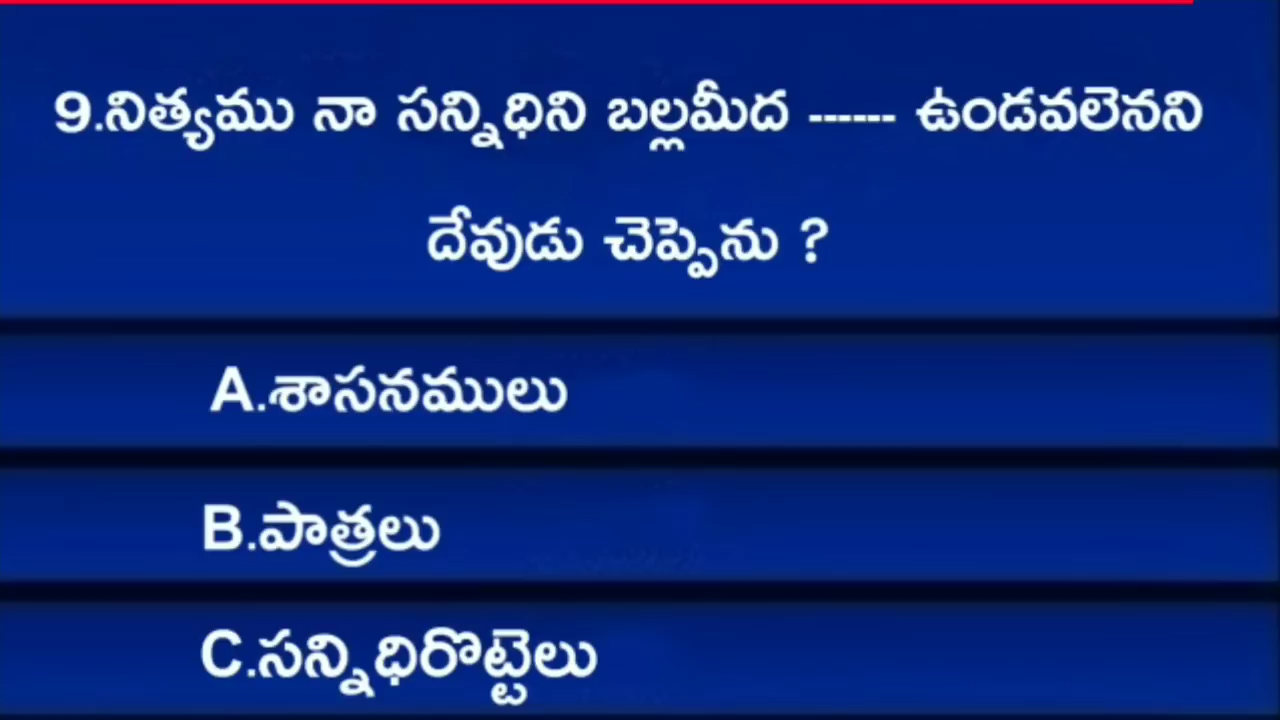 9.నిత్యము నా సన్నిధిని బల్లమీద ------ ఉండవలెనని
దేవుడు చెప్పెను ?
A.శాసనములు
B.పాత్రలు
C.సన్నిధిరొట్టెలు